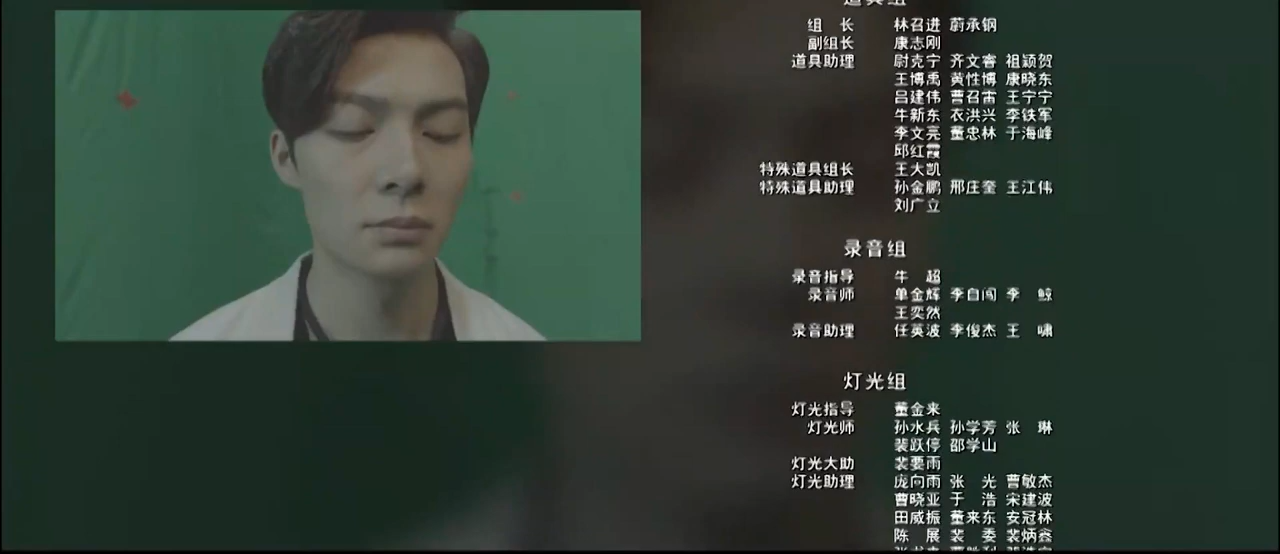 道具组
组　长 林召进 蔚承钢
副组长 康志刚
道具助理 尉克宁 齐文睿 祖颖贺
王博禹 黄性博 康晓东
吕建伟 曹召雷 王宁宁
牛新东 衣洪兴 李铁军
李文亮 董忠林 于海峰
邱红霞
特殊道具组长 王大凯
特殊道具助理 孙金鹏 邢庄奎 王江伟
刘广立
录音组
录音指导 牛　超
录音师 单金辉 李自闯 李　鲸
王奕然
录音助理 任英波 李俊杰 王　啸
灯光组
灯光指导 董金来
灯光师 孙水兵 孙学芳 张　琳
裴跃停 邵学山
灯光大助 裴要雨
灯光助理 庞向雨 张　光 曹敏杰
曹晓亚 于　浩 宋建波
田威振 董来东 安冠林
陈　展 裴　委 裴炳鑫